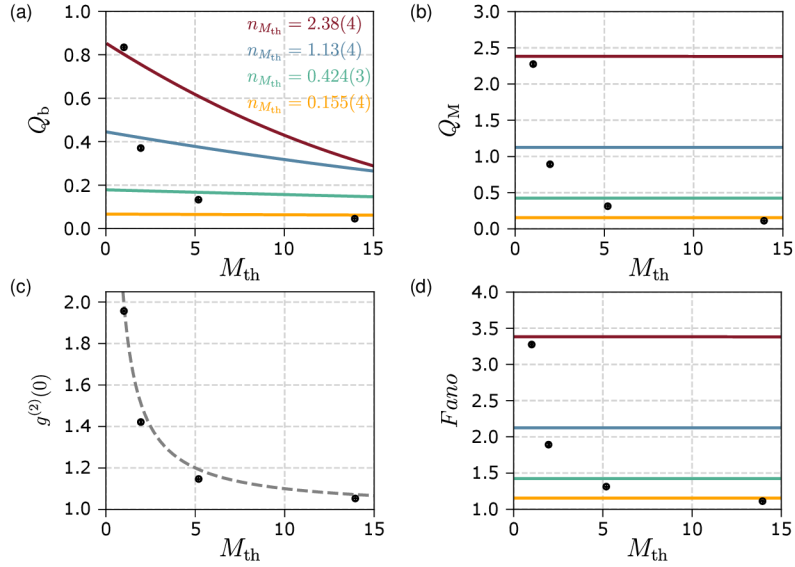 (a)
1.0
0.8
0.6
0.4
0.2
0.0
Q_b
n_{M_th} = 2.38(4)
n_{M_th} = 1.13(4)
n_{M_th} = 0.424(3)
n_{M_th} = 0.155(4)
0 5 10 15
M_th
(b)
3.0
2.5
2.0
1.5
1.0
0.5
0.0
Q_M
0 5 10 15
M_th
(c)
2.0
1.8
1.6
1.4
1.2
1.0
g^{(2)}(0)
0 5 10 15
M_th
(d)
4.0
3.5
3.0
2.5
2.0
1.5
1.0
Fano
0 5 10 15
M_th